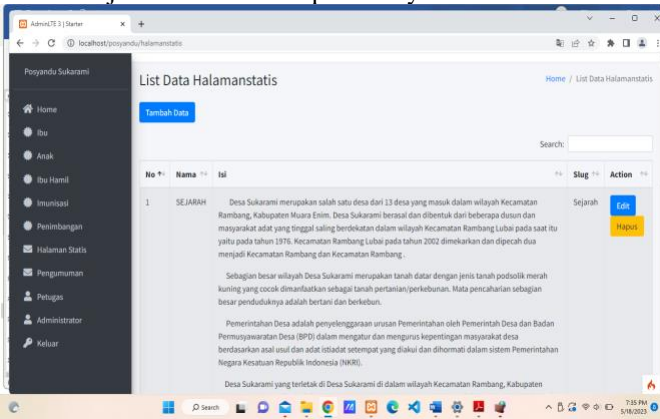 AdminLTE 3 | Starter
localhost/posyandu/halamanstatis
Posyandu Sukarami
Home
Ibu
Anak
Ibu Hamil
Imunisasi
Penimbangan
Halaman Statis
Pengumuman
Petugas
Administrator
Keluar
List Data Halamanstatis
Home / List Data Halamanstatis
Tambah Data
Search:
No Nama Isi Slug Action
1 SEJARAH Sejarah Edit Hapus
Desa Sukarami merupakan salah satu desa dari 13 desa yang masuk dalam wilayah Kecamatan
Rambang, Kabupaten Muara Enim. Desa Sukarami berasal dan dibentuk dari beberapa dusun dan
masyarakat adat yang tinggal saling berdekatan dalam wilayah Kecamatan Rambang Lubai pada saat itu
yaitu pada tahun 1976. Kecamatan Rambang Lubai pada tahun 2002 dimekarkan dan dipecah dua
menjadi Kecamatan Rambang dan Kecamatan Rambang .
Sebagian besar wilayah Desa Sukarami merupakan tanah datar dengan jenis tanah podsolik merah
kuning yang cocok dimanfaatkan sebagai tanah pertanian/perkebunan. Mata pencaharian sebagian
besar penduduknya adalah bertani dan berkebun.
Pemerintahan Desa adalah penyelenggaraan urusan Pemerintahan oleh Pemerintah Desa dan Badan
Permusyawaratan Desa (BPD) dalam mengatur dan mengurus kepentingan masyarakat desa
berdasarkan asal usul dan adat istiadat setempat yang diakui dan dihormati dalam sistem Pemerintahan
Negara Kesatuan Republik Indonesia (NKRI).
Desa Sukarami yang terletak di Desa Sukarami di dalam wilayah Kecamatan Rambang, Kabupaten
Search
7:35 PM
5/18/2023